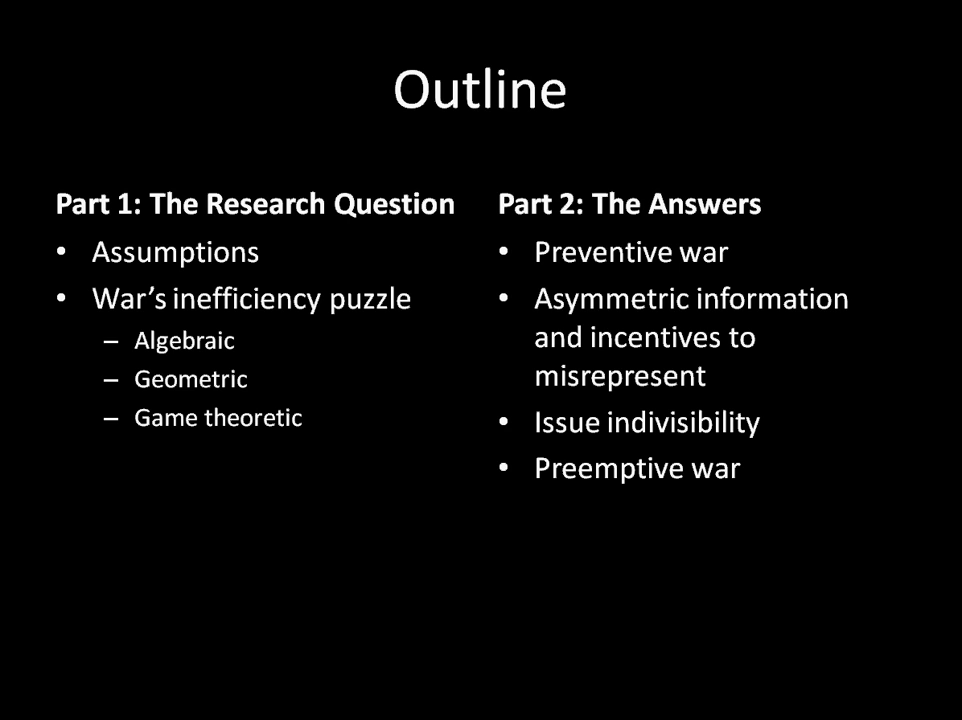 Outline
Part 1: The Research Question
• Assumptions
• War’s inefficiency puzzle
– Algebraic
– Geometric
– Game theoretic
Part 2: The Answers
• Preventive war
• Asymmetric information
and incentives to
misrepresent
• Issue indivisibility
• Preemptive war